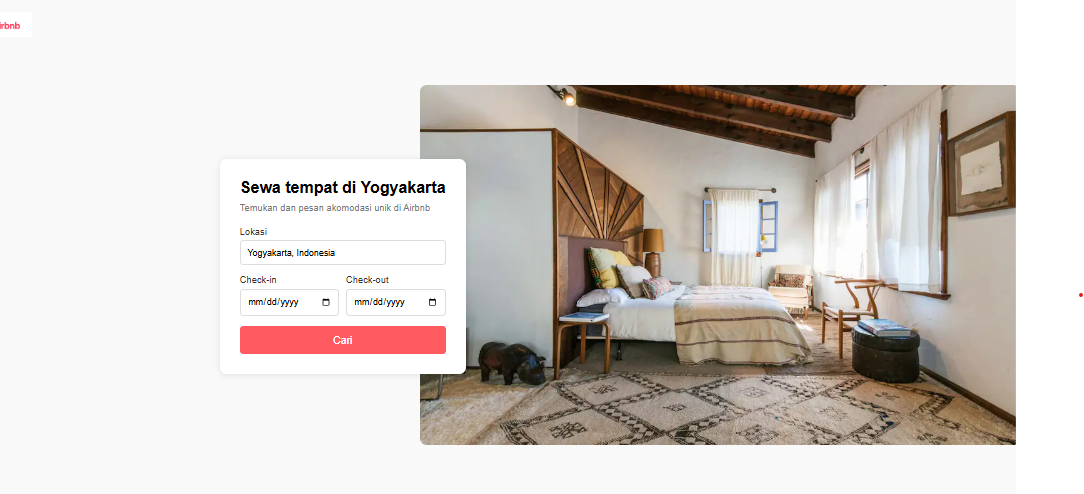 irbnb
Sewa tempat di Yogyakarta
Temukan dan pesan akomodasi unik di Airbnb
Lokasi
Yogyakarta, Indonesia
Check-in
Check-out
mm/dd/yyyy
mm/dd/yyyy
Cari